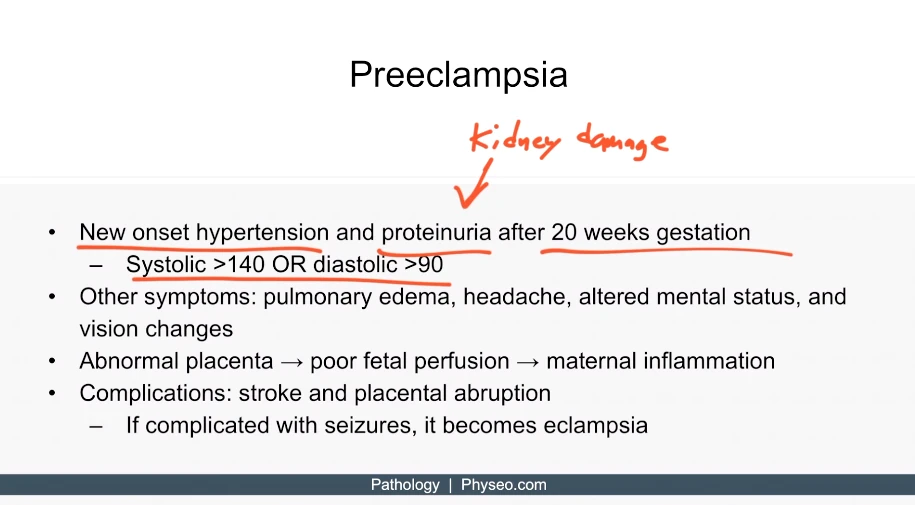 Preeclampsia
Kidney damage
• New onset hypertension and proteinuria after 20 weeks gestation
– Systolic >140 OR diastolic >90
• Other symptoms: pulmonary edema, headache, altered mental status, and
vision changes
• Abnormal placenta → poor fetal perfusion → maternal inflammation
• Complications: stroke and placental abruption
– If complicated with seizures, it becomes eclampsia
Pathology | Physeo.com